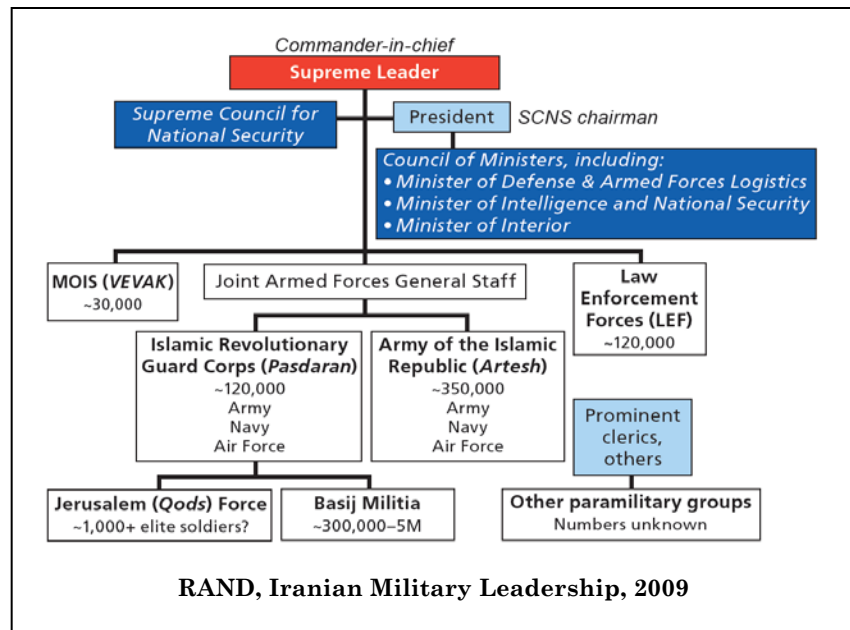 Commander-in-chief
Supreme Leader
Supreme Council for
National Security
President
SCNS chairman
Council of Ministers, including:
• Minister of Defense & Armed Forces Logistics
• Minister of Intelligence and National Security
• Minister of Interior
MOIS (VEVAK)
~30,000
Joint Armed Forces General Staff
Law
Enforcement
Forces (LEF)
~120,000
Islamic Revolutionary
Guard Corps (Pasdaran)
~120,000
Army
Navy
Air Force
Army of the Islamic
Republic (Artesh)
~350,000
Army
Navy
Air Force
Prominent
clerics,
others
Jerusalem (Qods) Force
~1,000+ elite soldiers?
Basij Militia
~300,000–5M
Other paramilitary groups
Numbers unknown
RAND, Iranian Military Leadership, 2009